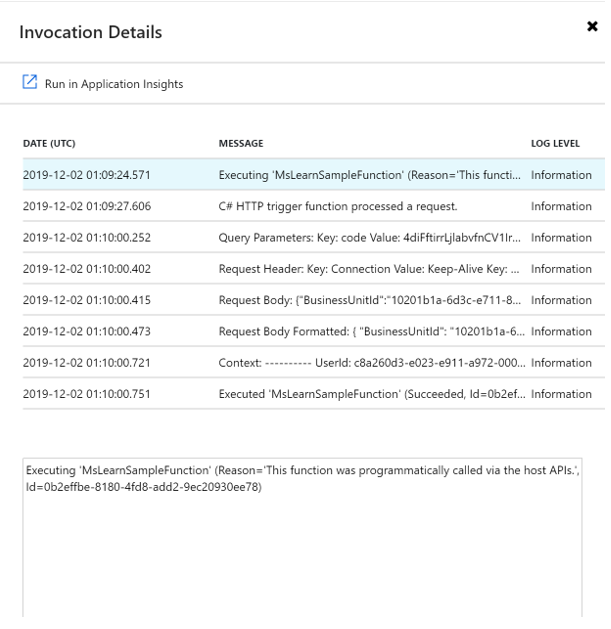 Invocation Details
Run in Application Insights
DATE (UTC) MESSAGE LOG LEVEL
2019-12-02 01:09:24.571 Executing 'MsLearnSampleFunction' (Reason='This functi... Information
2019-12-02 01:09:27.606 C# HTTP trigger function processed a request. Information
2019-12-02 01:10:00.252 Query Parameters: Key: code Value: 4diFftirrLjlabvfnCV1Ir... Information
2019-12-02 01:10:00.402 Request Header: Key: Connection Value: Keep-Alive Key: ... Information
2019-12-02 01:10:00.415 Request Body: {"BusinessUnitId":"10201b1a-6d3c-e711-8... Information
2019-12-02 01:10:00.473 Request Body Formatted: { "BusinessUnitId": "10201b1a-6... Information
2019-12-02 01:10:00.721 Context: ---------- UserId: c8a260d3-e023-e911-a972-000... Information
2019-12-02 01:10:00.751 Executed 'MsLearnSampleFunction' (Succeeded, Id=0b2ef... Information
Executing 'MsLearnSampleFunction' (Reason='This function was programmatically called via the host APIs.',
Id=0b2effbe-8180-4fd8-add2-9ec20930ee78)